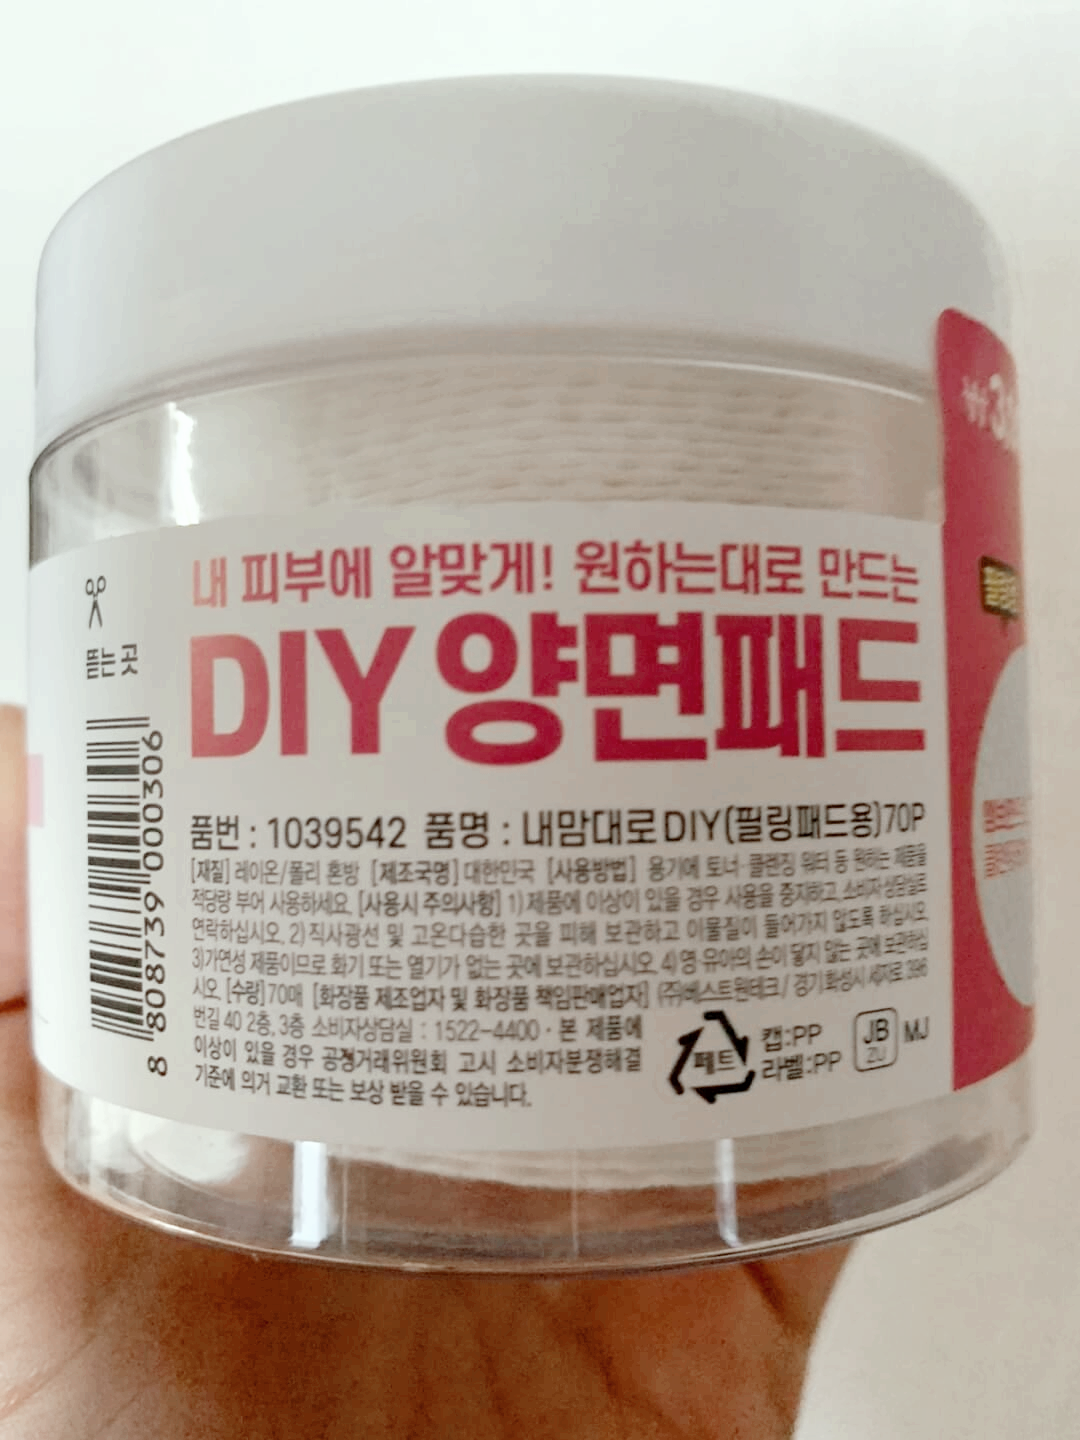 내 피부에 알맞게! 원하는대로 만드는
DIY 양면패드
뜯는 곳
8 808739 000306
품번 : 1039542 품명 : 내맘대로DIY(필링패드용)70P
[재질] 레이온/폴리 혼방 [제조국명] 대한민국 [사용방법] 용기에 토너·클렌징 워터 등 원하는 제품을
적당량 부어 사용하세요. [사용시 주의사항] 1)제품에 이상이 있을 경우 사용을 중지하고, 소비자상담실로
연락하십시오. 2)직사광선 및 고온다습한 곳을 피해 보관하고 이물질이 들어가지 않도록 하십시오.
3)가연성 제품이므로 화기 또는 열기가 없는 곳에 보관하십시오. 4)영·유아의 손이 닿지 않는 곳에 보관하십
시오. [수량]70매 [화장품 제조업자 및 화장품 책임판매업자] (주)베스트원테크/ 경기 화성시 세자로 396
번길 40 2층, 3층 소비자상담실 : 1522-4400 · 본 제품에
이상이 있을 경우 공정거래위원회 고시 소비자분쟁해결
기준에 의거 교환 또는 보상 받을 수 있습니다.
페트
캡:PP
라벨:PP
JB
ZU
MJ